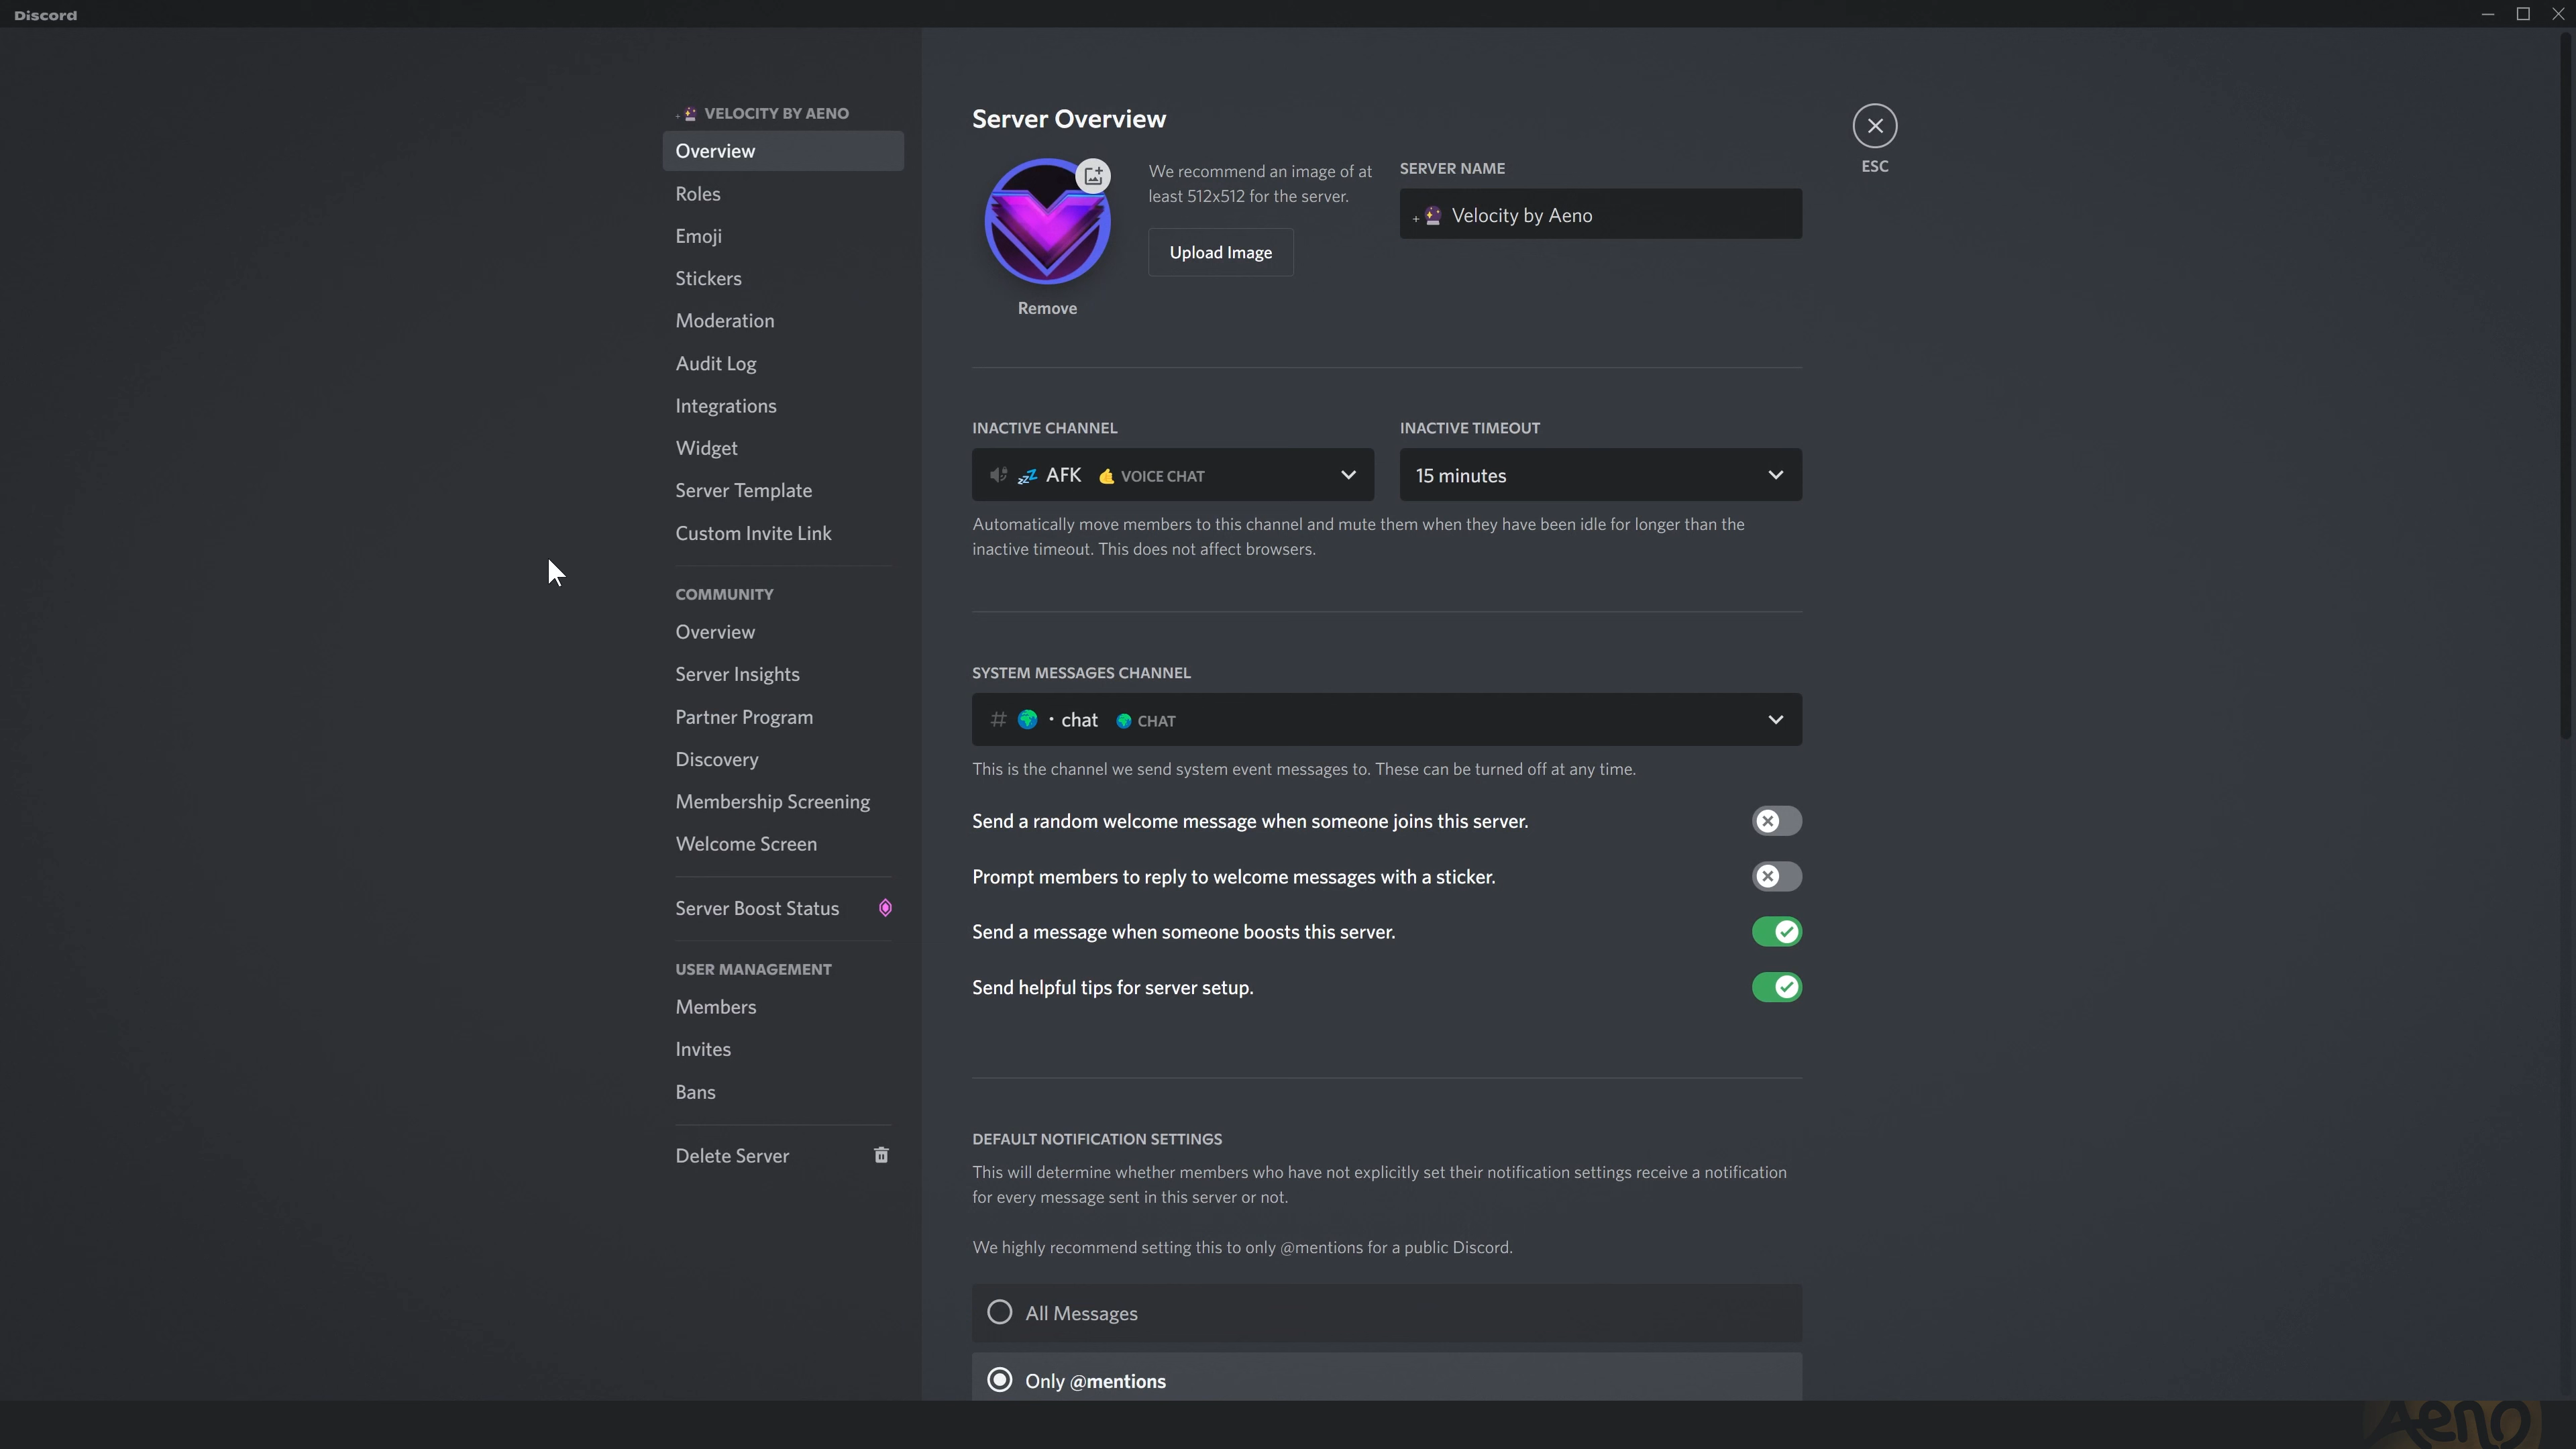 Discord
VELOCITY BY AENO
Overview
Roles
Emoji
Stickers
Moderation
Audit Log
Integrations
Widget
Server Template
Custom Invite Link
COMMUNITY
Overview
Server Insights
Partner Program
Discovery
Membership Screening
Welcome Screen
Server Boost Status
USER MANAGEMENT
Members
Invites
Bans
Delete Server
Server Overview
We recommend an image of at
least 512x512 for the server.
Upload Image
Remove
SERVER NAME
+ 🔮 Velocity by Aeno
ESC
INACTIVE CHANNEL
💤 AFK 🤙 VOICE CHAT
INACTIVE TIMEOUT
15 minutes
Automatically move members to this channel and mute them when they have been idle for longer than the
inactive timeout. This does not affect browsers.
SYSTEM MESSAGES CHANNEL
# 🌍 • chat 🌍 CHAT
This is the channel we send system event messages to. These can be turned off at any time.
Send a random welcome message when someone joins this server.
Prompt members to reply to welcome messages with a sticker.
Send a message when someone boosts this server.
Send helpful tips for server setup.
DEFAULT NOTIFICATION SETTINGS
This will determine whether members who have not explicitly set their notification settings receive a notification
for every message sent in this server or not.
We highly recommend setting this to only @mentions for a public Discord.
All Messages
Only @mentions
Aeno